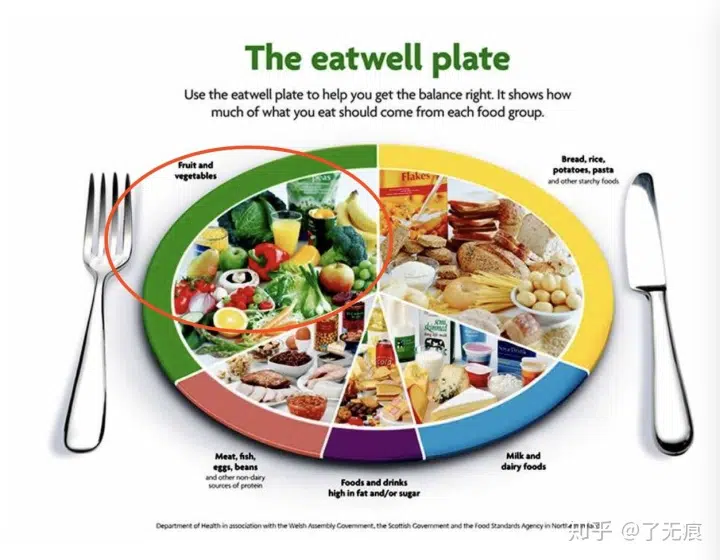 The eatwell plate
Use the eatwell plate to help you get the balance right. It shows how
much of what you eat should come from each food group.
Fruit and
vegetables
Bread, rice,
potatoes, pasta
and other starchy foods
peas
Flakes
Meat, fish,
eggs, beans
and other non-dairy
sources of protein
Foods and drinks
high in fat and/or sugar
Milk and
dairy foods
Department of Health in association with the Welsh Assembly Government, the Scottish Government and the Food Standards Agency in Northern Ireland
知乎 @了无痕